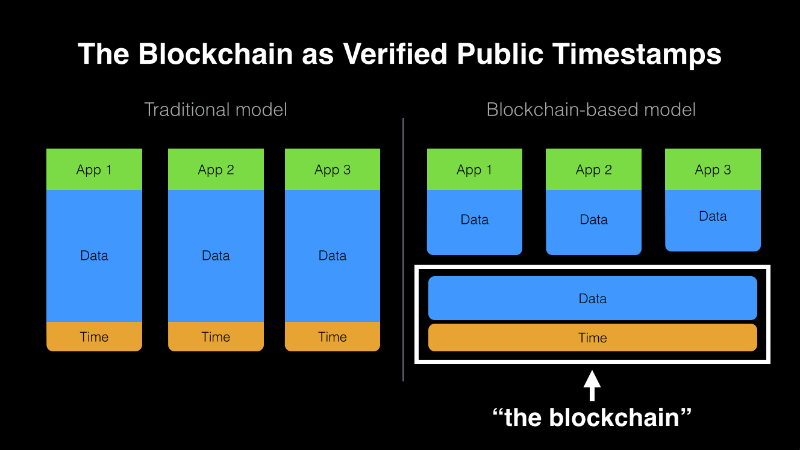 The Blockchain as Verified Public Timestamps
Traditional model
Blockchain-based model
App 1
App 2
App 3
Data
Data
Data
Time
Time
Time
App 1
App 2
App 3
Data
Data
Data
Data
Time
“the blockchain”